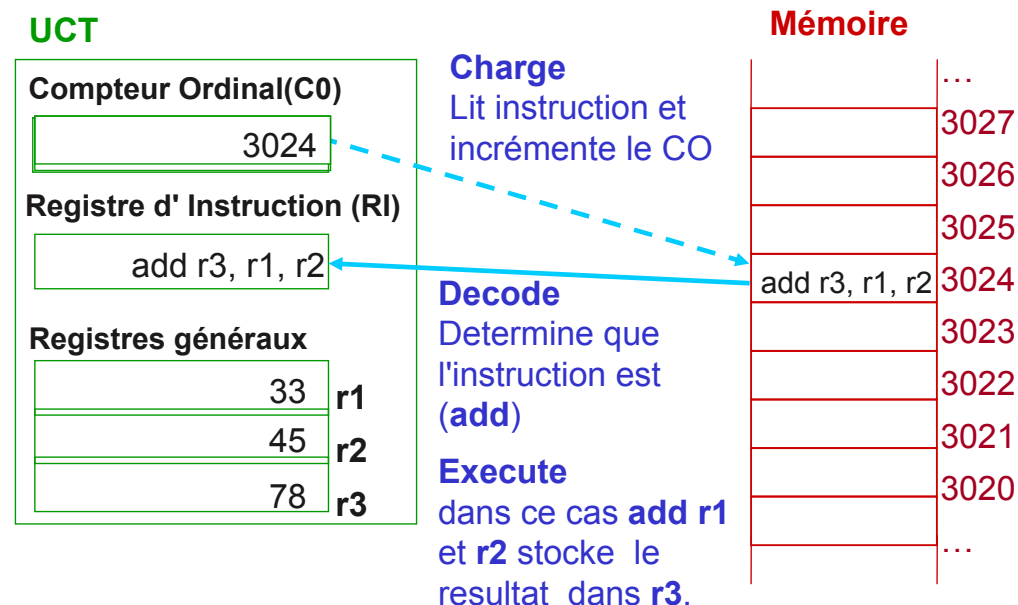 UCT
Compteur Ordinal(C0)
3024
Registre d' Instruction (RI)
add r3, r1, r2
Registres généraux
33 r1
45 r2
78 r3
Charge
Lit instruction et
incrémente le CO
Decode
Determine que
l'instruction est
(add)
Execute
dans ce cas add r1
et r2 stocke le
resultat dans r3.
Mémoire
...
3027
3026
3025
add r3, r1, r2 3024
3023
3022
3021
3020
...